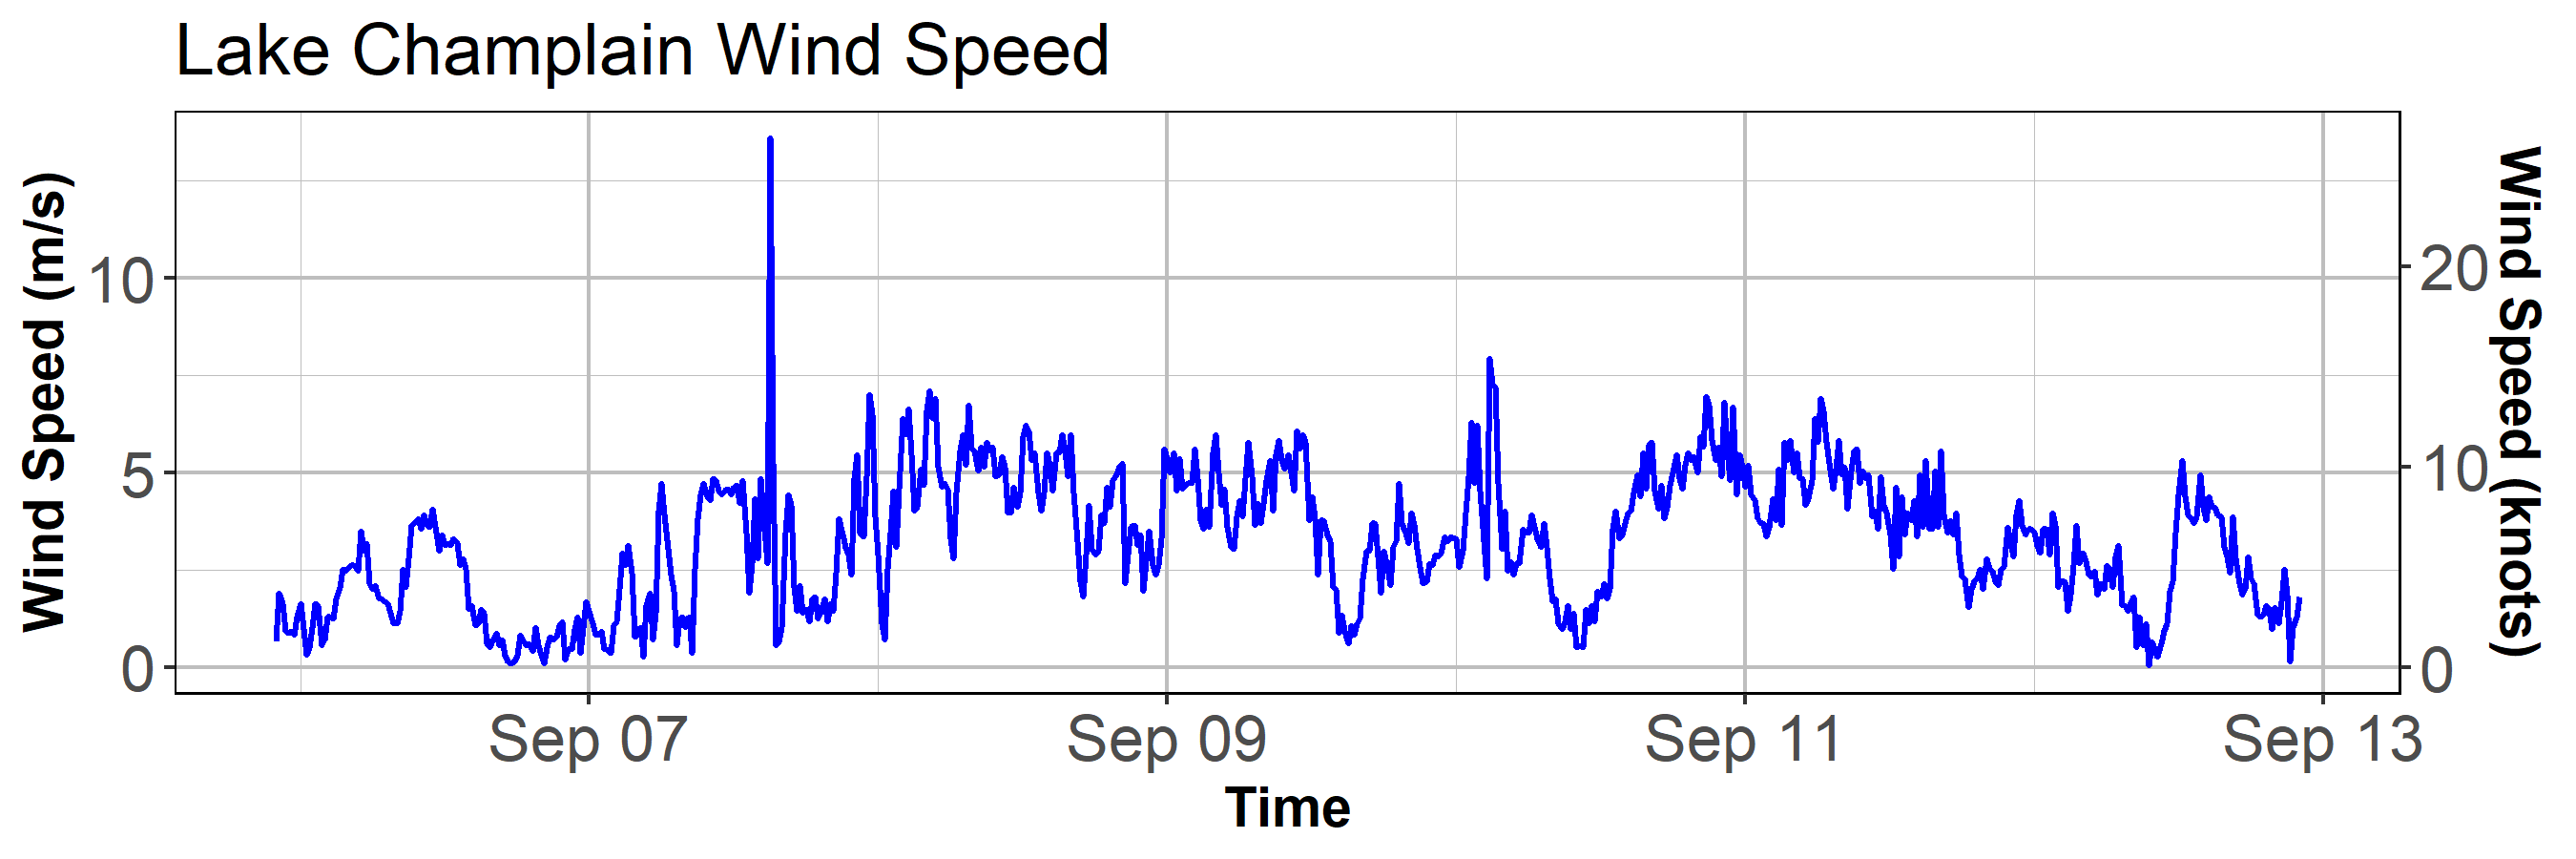 Lake Champlain Wind Speed
Wind Speed (m/s)
10
5
0
20
10
0
Wind Speed (knots)
Sep 07
Sep 09
Sep 11
Sep 13
Time